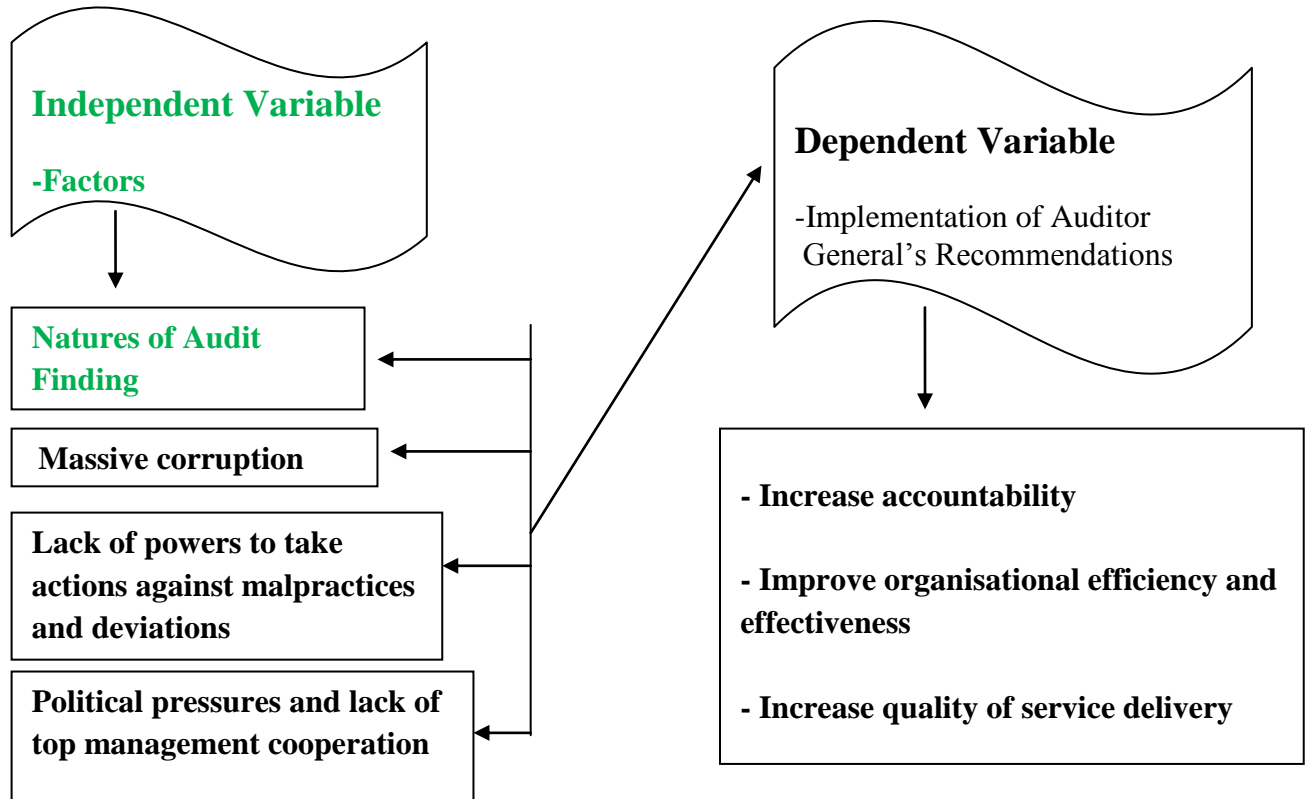 Independent Variable
-Factors
Natures of Audit
Finding
Massive corruption
Lack of powers to take
actions against malpractices
and deviations
Political pressures and lack of
top management cooperation
Dependent Variable
-Implementation of Auditor
General’s Recommendations
- Increase accountability
- Improve organisational efficiency and
effectiveness
- Increase quality of service delivery